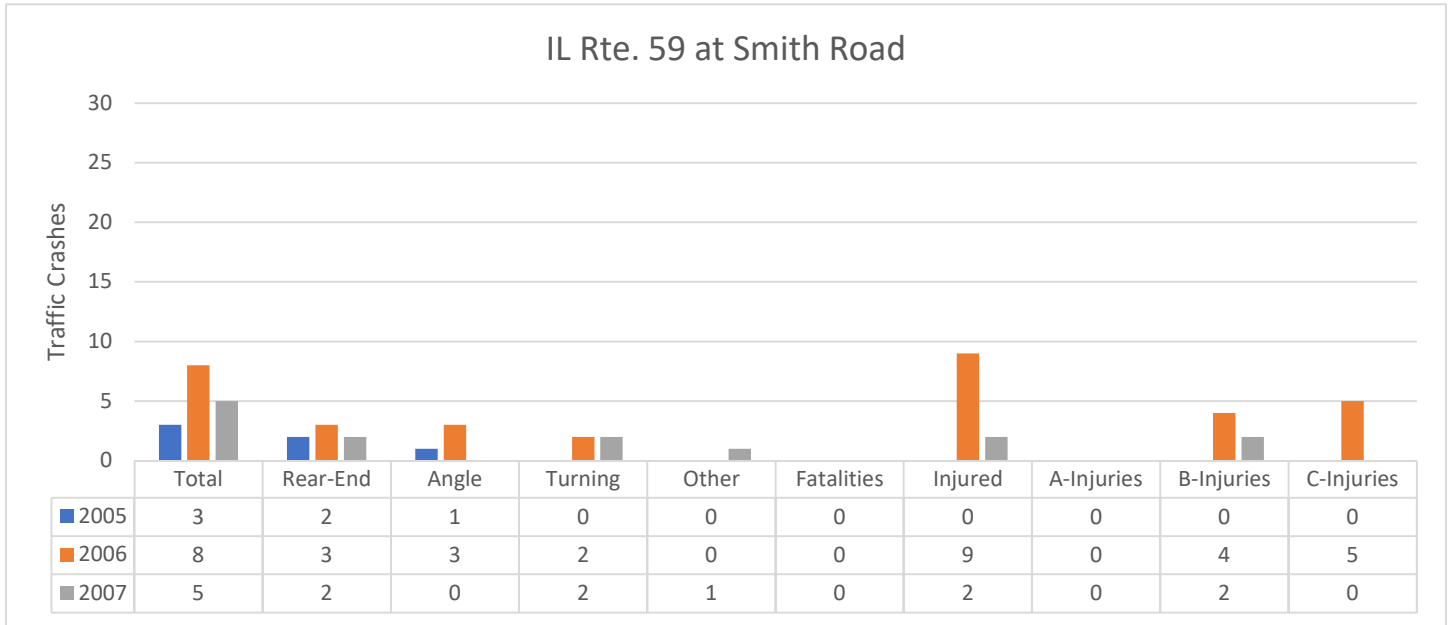 IL Rte. 59 at Smith Road
Traffic Crashes
30
25
20
15
10
5
0
Total Rear-End Angle Turning Other Fatalities Injured A-Injuries B-Injuries C-Injuries
2005 3 2 1 0 0 0 0 0 0 0
2006 8 3 3 2 0 0 9 0 4 5
2007 5 2 0 2 1 0 2 0 2 0